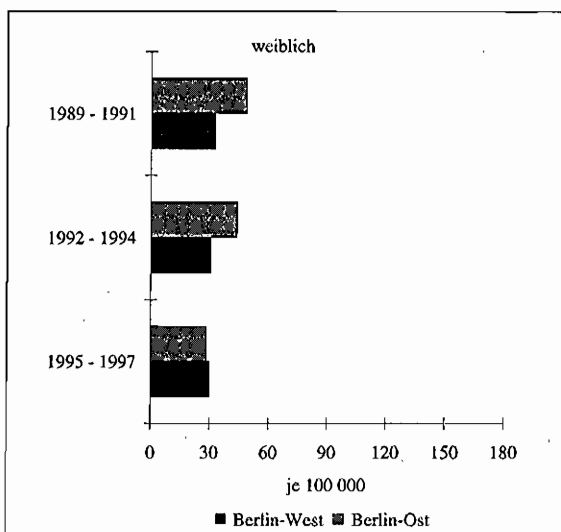 weiblich
1989 - 1991
1992 - 1994
1995 - 1997
0 30 60 90 120 150 180
je 100 000
Berlin-West Berlin-Ost